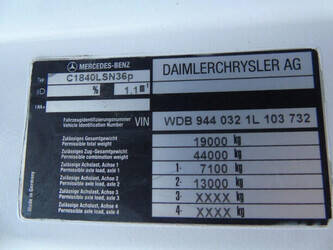 MERCEDES-BENZ
DAIMLERCHRYSLER AG
Typ C1840LSN36p
% 1.1 m⁻¹
Fahrzeugidentifizierungsnummer
Vehicle Identification Number VIN WDB 944 032 1L 103 732
Zulässiges Gesamtgewicht
Permissible total weight 19000 kg
Zulässiges Zug-Gesamtgewicht
Permissible combination weight 44000 kg
Zulässige Achslast, Achse 1
Permissible axle load, axle 1 1- 7100 kg
Zulässige Achslast, Achse 2
Permissible axle load, axle 2 2- 13000 kg
Zulässige Achslast, Achse 3
Permissible axle load, axle 3 3- XXXX kg
Zulässige Achslast, Achse 4
Permissible axle load, axle 4 4- XXXX kg
Made in Germany